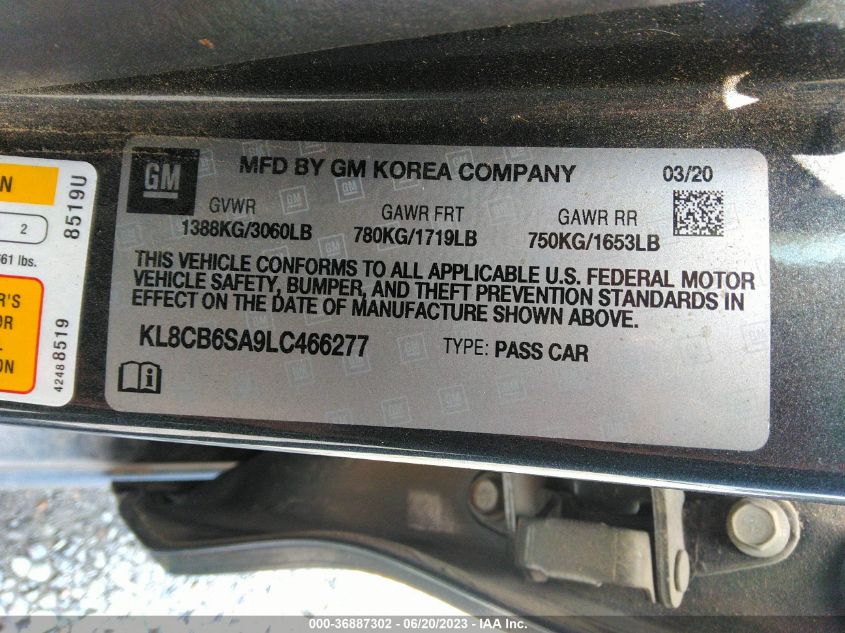 GM
MFD BY GM KOREA COMPANY
03/20
GVWR
GAWR FRT
GAWR RR
1388KG/3060LB
780KG/1719LB
750KG/1653LB
THIS VEHICLE CONFORMS TO ALL APPLICABLE U.S. FEDERAL MOTOR
VEHICLE SAFETY, BUMPER, AND THEFT PREVENTION STANDARDS IN
EFFECT ON THE DATE OF MANUFACTURE SHOWN ABOVE.
KL8CB6SA9LC466277
TYPE: PASS CAR
N
2
lbs.
8519U
42488519
000-36887302 / 06/20/2023 - IAA Inc.